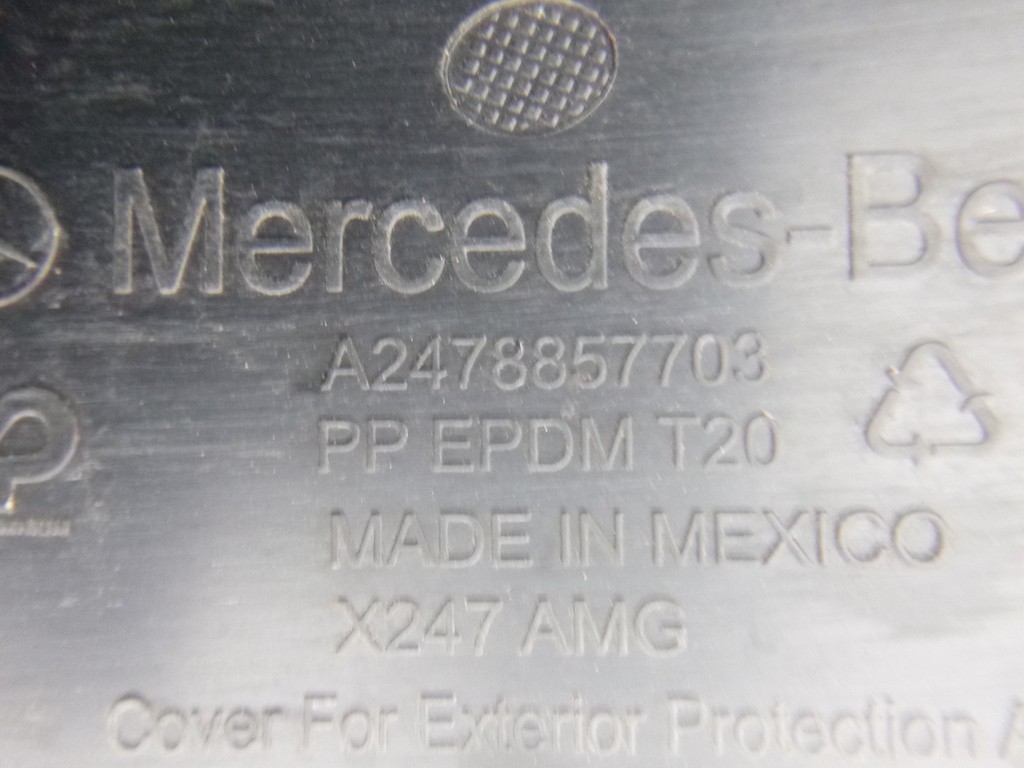 Mercedes-Be
A2478857703
PP EPDM T20
MADE IN MEXICO
X247 AMG
Cover For Exterior Protection A